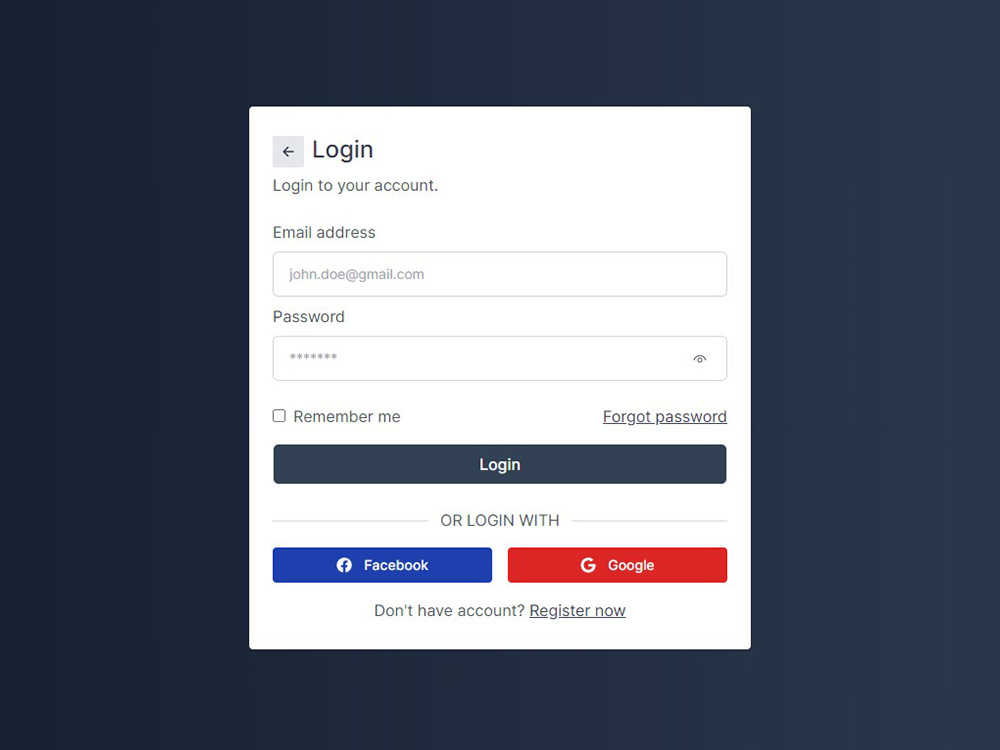 Login
Login to your account.
Email address
john.doe@gmail.com
Password
*******
Remember me Forgot password
Login
OR LOGIN WITH
Facebook Google
Don't have account? Register now